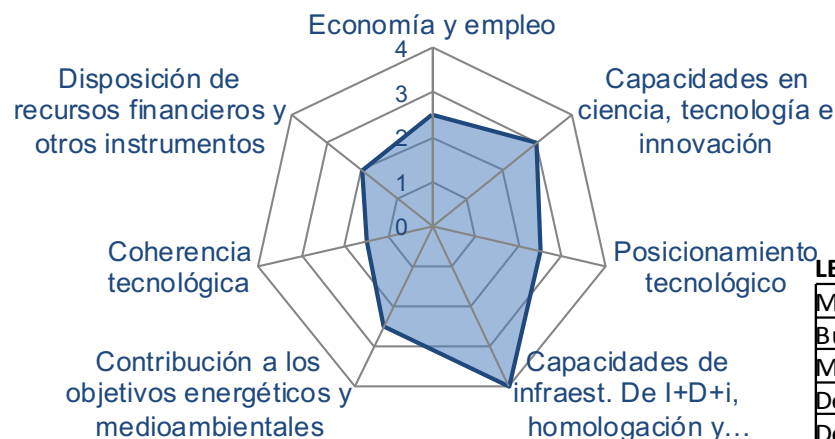 Economía y empleo
4
3
2
1
0
Capacidades en
ciencia, tecnología e
innovación
Posicionamiento
tecnológico
Capacidades de
infraest. De I+D+i,
homologación y...
Contribución a los
objetivos energéticos y
medioambientales
Coherencia
tecnológica
Disposición de
recursos financieros y
otros instrumentos